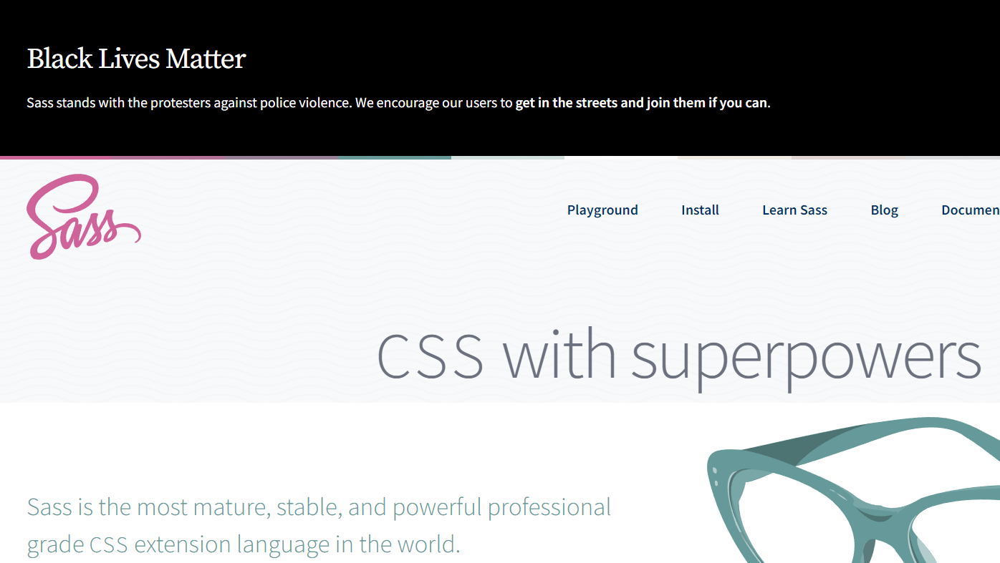 Black Lives Matter
Sass stands with the protesters against police violence. We encourage our users to get in the streets and join them if you can.
Sass
Playground Install Learn Sass Blog Documen
CSS with superpowers
Sass is the most mature, stable, and powerful professional
grade CSS extension language in the world.